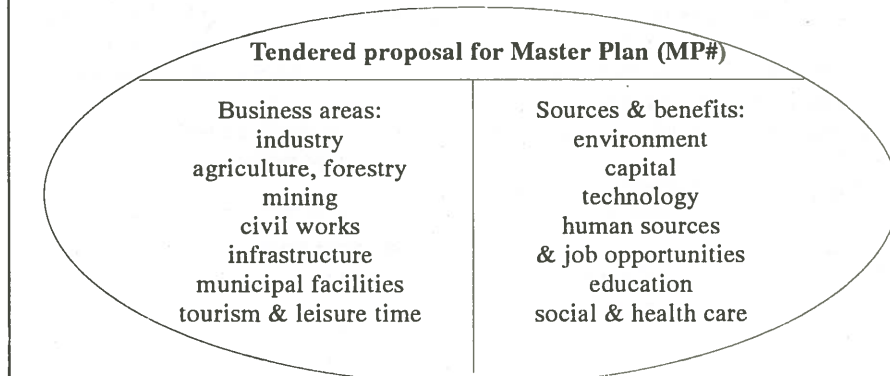 Tendered proposal for Master Plan (MP#)
Business areas:
industry
agriculture, forestry
mining
civil works
infrastructure
municipal facilities
tourism & leisure time
Sources & benefits:
environment
capital
technology
human sources
& job opportunities
education
social & health care